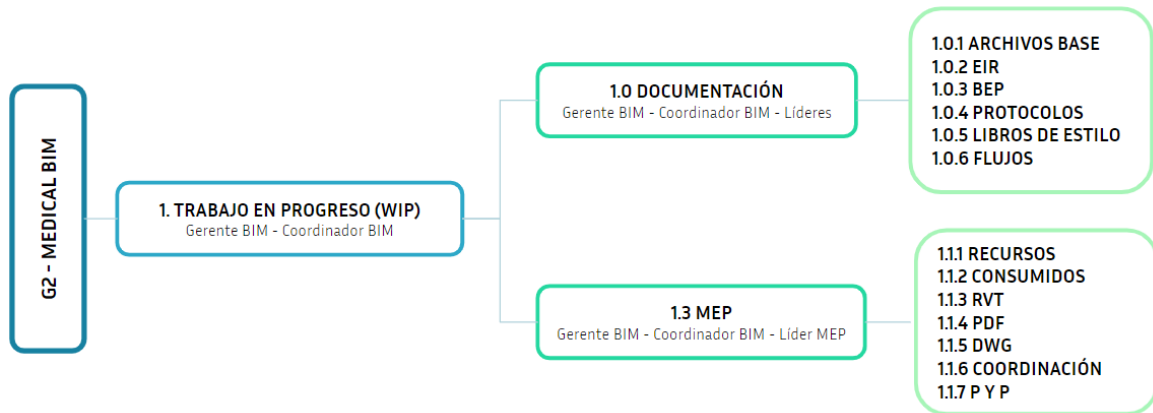 G2 - MEDICAL BIM
1. TRABAJO EN PROGRESO (WIP)
Gerente BIM - Coordinador BIM
1.0 DOCUMENTACIÓN
Gerente BIM - Coordinador BIM - Líderes
1.0.1 ARCHIVOS BASE
1.0.2 EIR
1.0.3 BEP
1.0.4 PROTOCOLOS
1.0.5 LIBROS DE ESTILO
1.0.6 FLUJOS
1.3 MEP
Gerente BIM - Coordinador BIM - Líder MEP
1.1.1 RECURSOS
1.1.2 CONSUMIDOS
1.1.3 RVT
1.1.4 PDF
1.1.5 DWG
1.1.6 COORDINACIÓN
1.1.7 P Y P